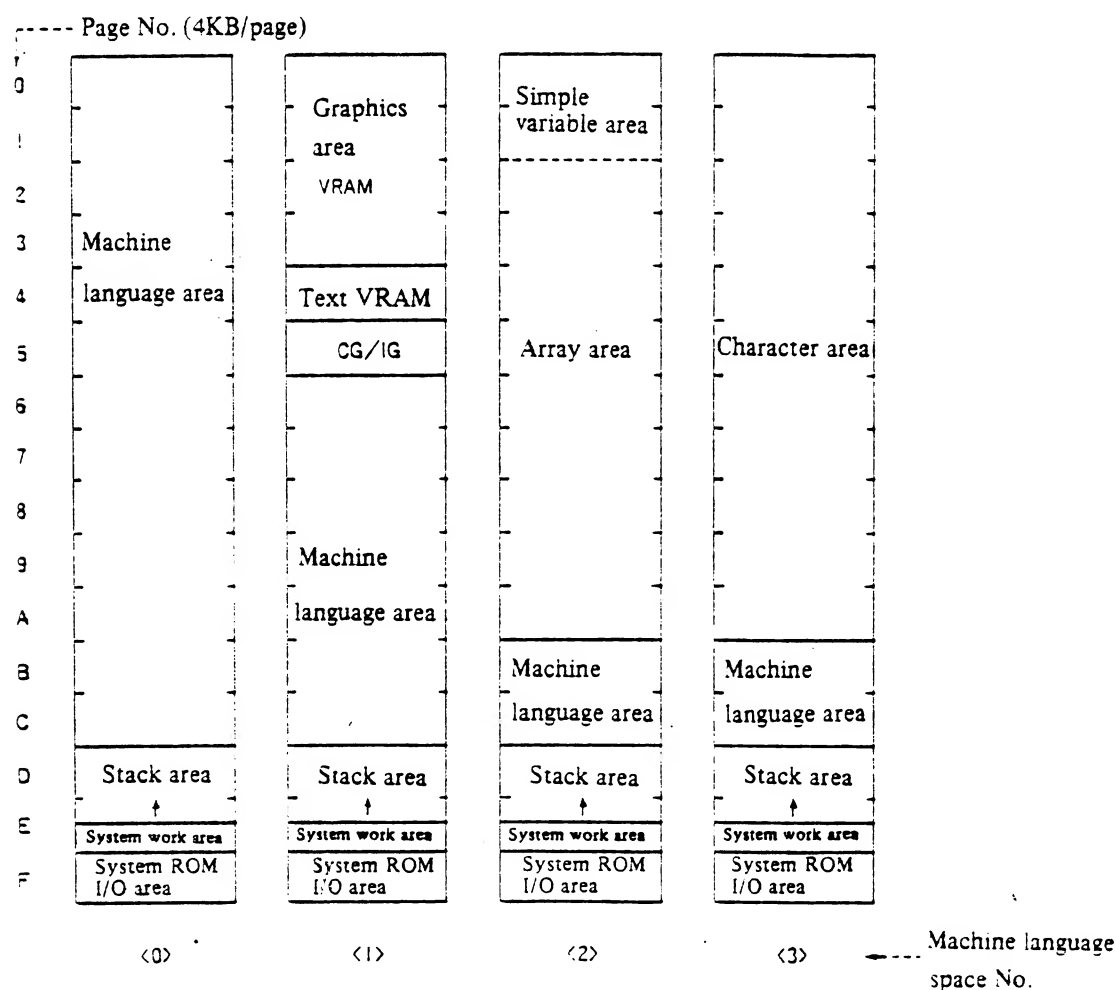 Page No. (4KB/page)
0
1
2
3
4
5
6
7
8
9
A
B
C
D
E
F
Machine
language area
Stack area
System work area
System ROM
I/O area
<0>
Graphics
area
VRAM
Text VRAM
CG/IG
Machine
language area
Stack area
System work area
System ROM
I/O area
<1>
Simple
variable area
Array area
Machine
language area
Stack area
System work area
System ROM
I/O area
<2>
Character area
Machine
language area
Stack area
System work area
System ROM
I/O area
<3>
Machine language
space No.